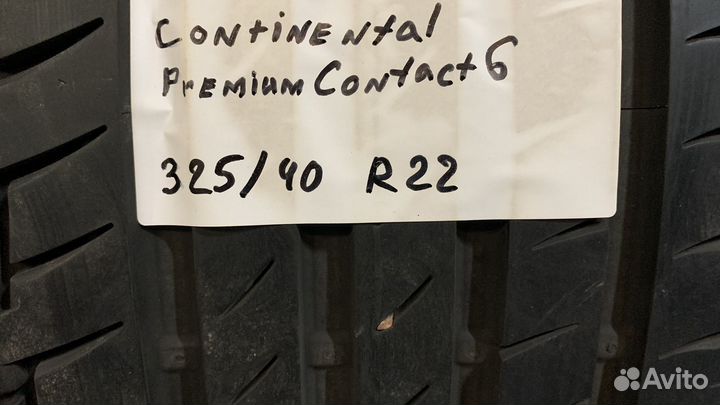 Continental
PremiumContact6
325/40 R22
Avito